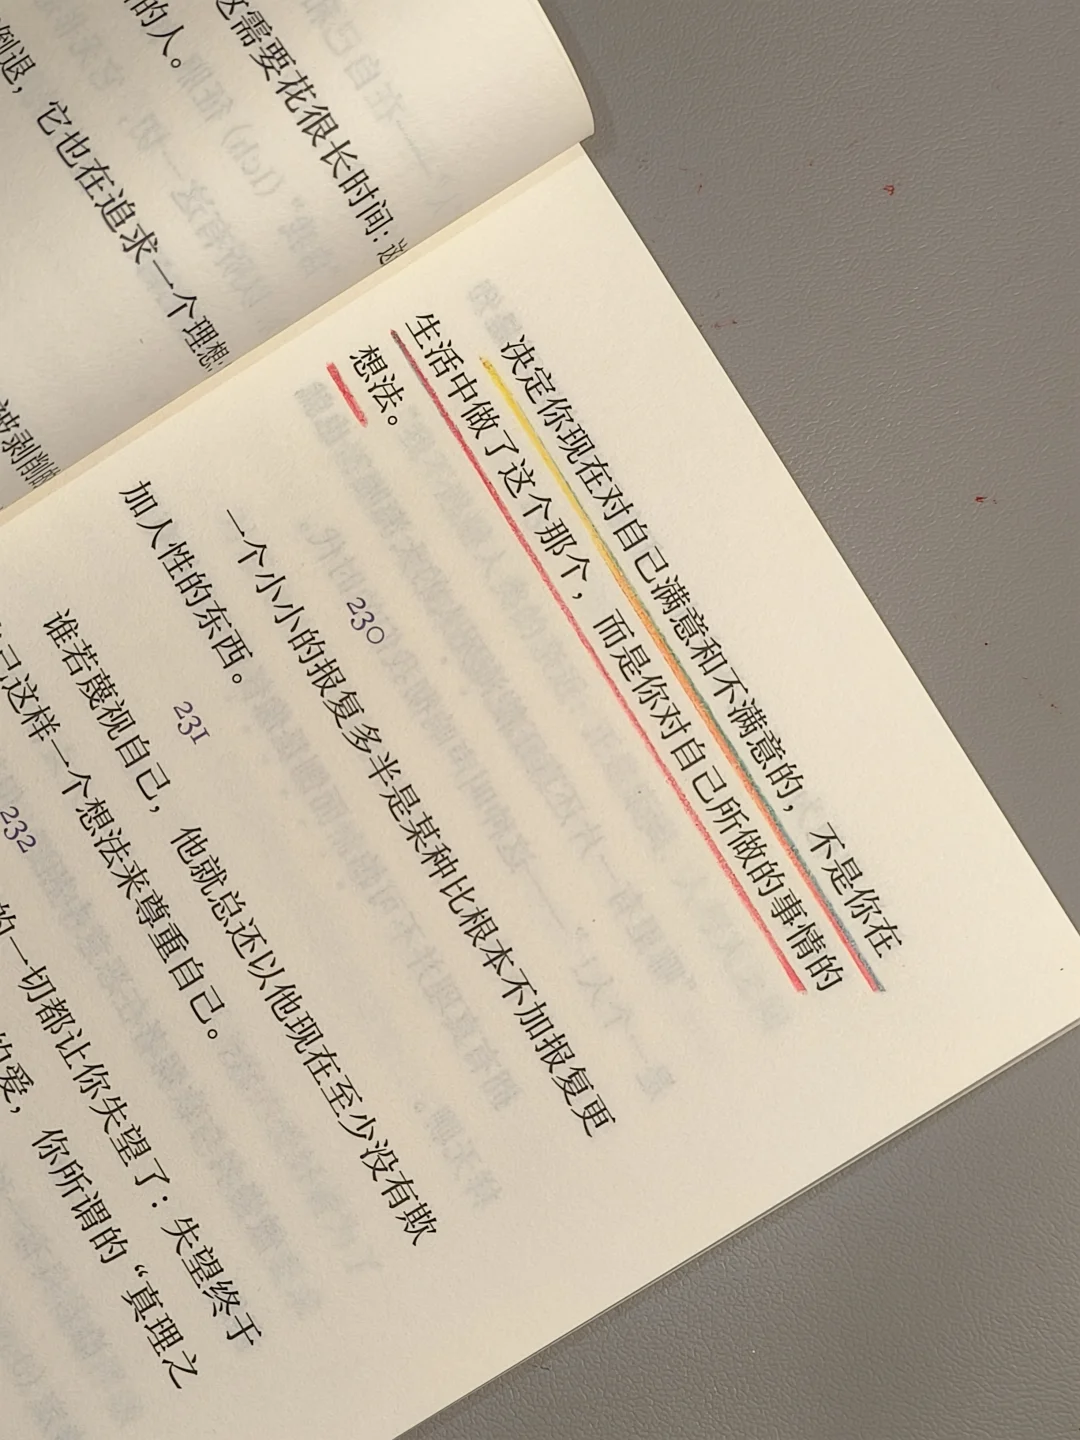 的人。
倒退，它也在追求一个理想，
这需要花很长时间：这
被剥削
决定你现在对自己满意和不满意的，不是你在
生活中做了这个那个，而是你对自己所做的事情的
想法。
230
一个小小的报复多半是某种比根本不加报复更
加人性的东西。
231
谁若蔑视自己，他就总还以他现在至少没有欺
己这样一个想法来尊重自己。
232
的一切都让你失望了：失望终于
的爱，你所谓的“真理之